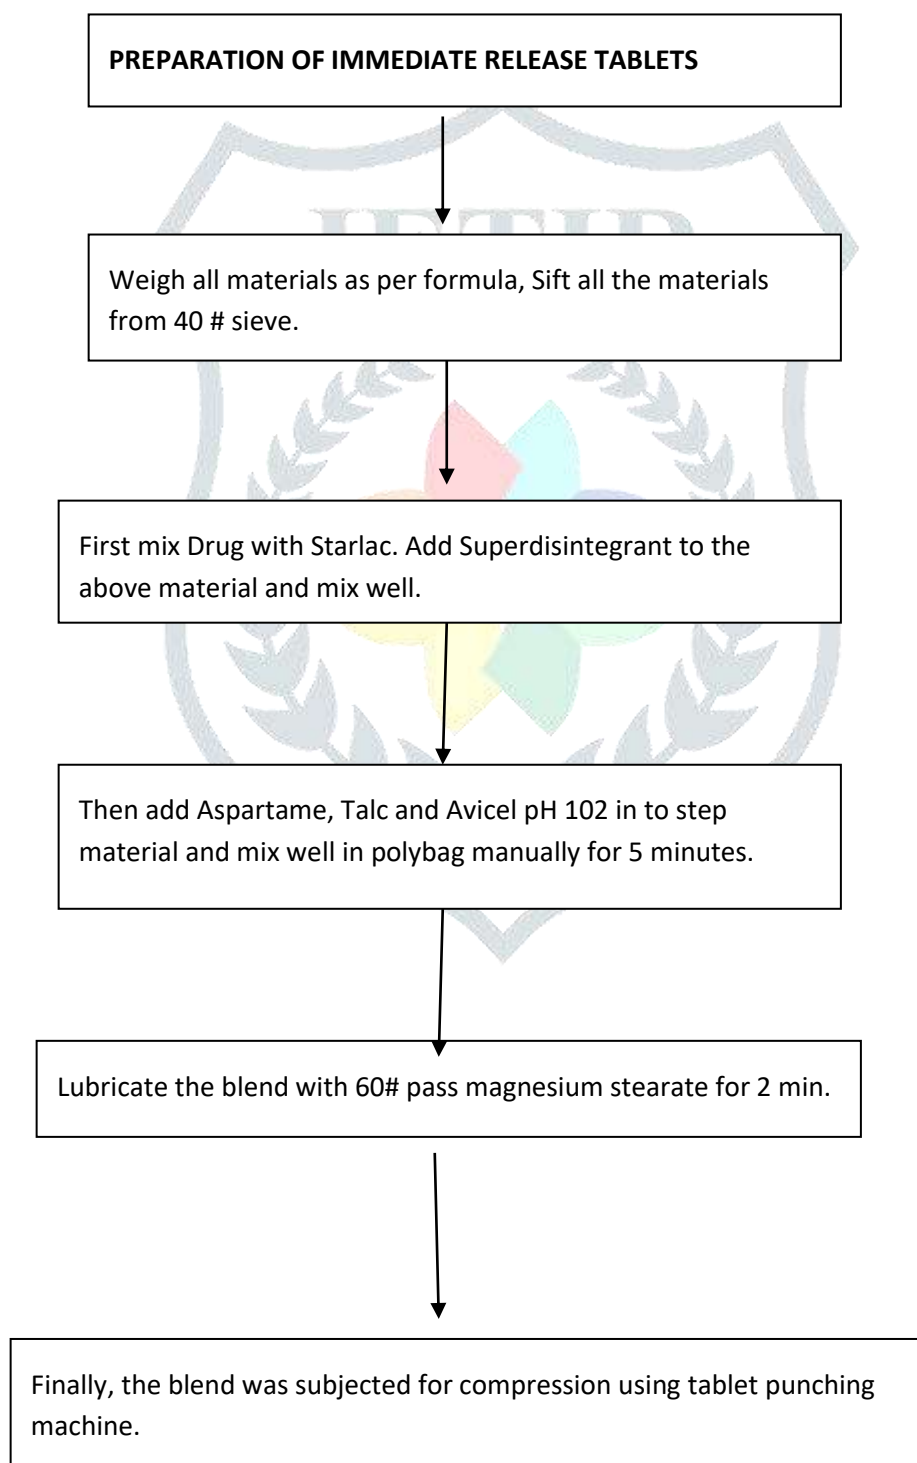 PREPARATION OF IMMEDIATE RELEASE TABLETS
JETIR
Weigh all materials as per formula, Sift all the materials
from 40 # sieve.
First mix Drug with Starlac. Add Superdisintegrant to the
above material and mix well.
Then add Aspartame, Talc and Avicel pH 102 in to step
material and mix well in polybag manually for 5 minutes.
Lubricate the blend with 60# pass magnesium stearate for 2 min.
Finally, the blend was subjected for compression using tablet punching
machine.